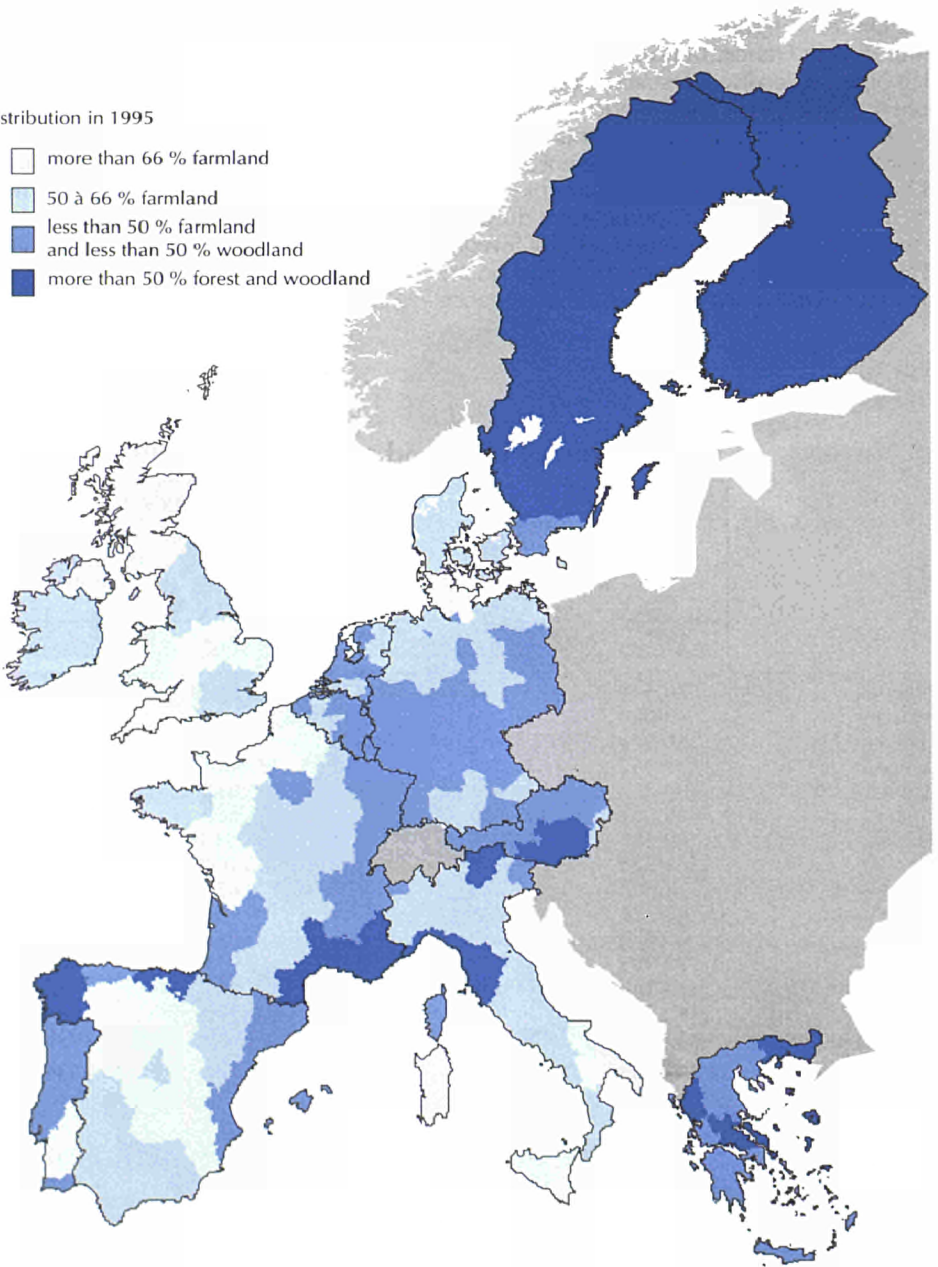 stribution in 1995
more than 66 % farmland
50 à 66 % farmland
less than 50 % farmland
and less than 50 % woodland
more than 50 % forest and woodland